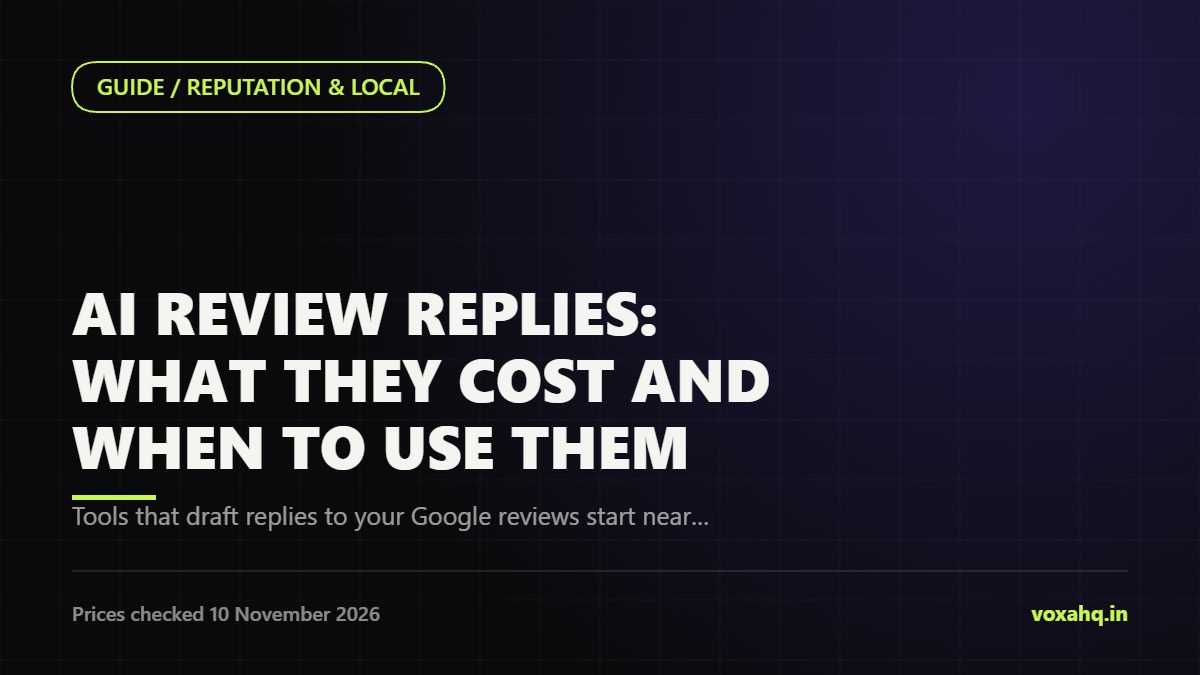 GUIDE / REPUTATION & LOCAL
AI REVIEW REPLIES:
WHAT THEY COST AND
WHEN TO USE THEM
Tools that draft replies to your Google reviews start near...
Prices checked 10 November 2026
voxahq.in